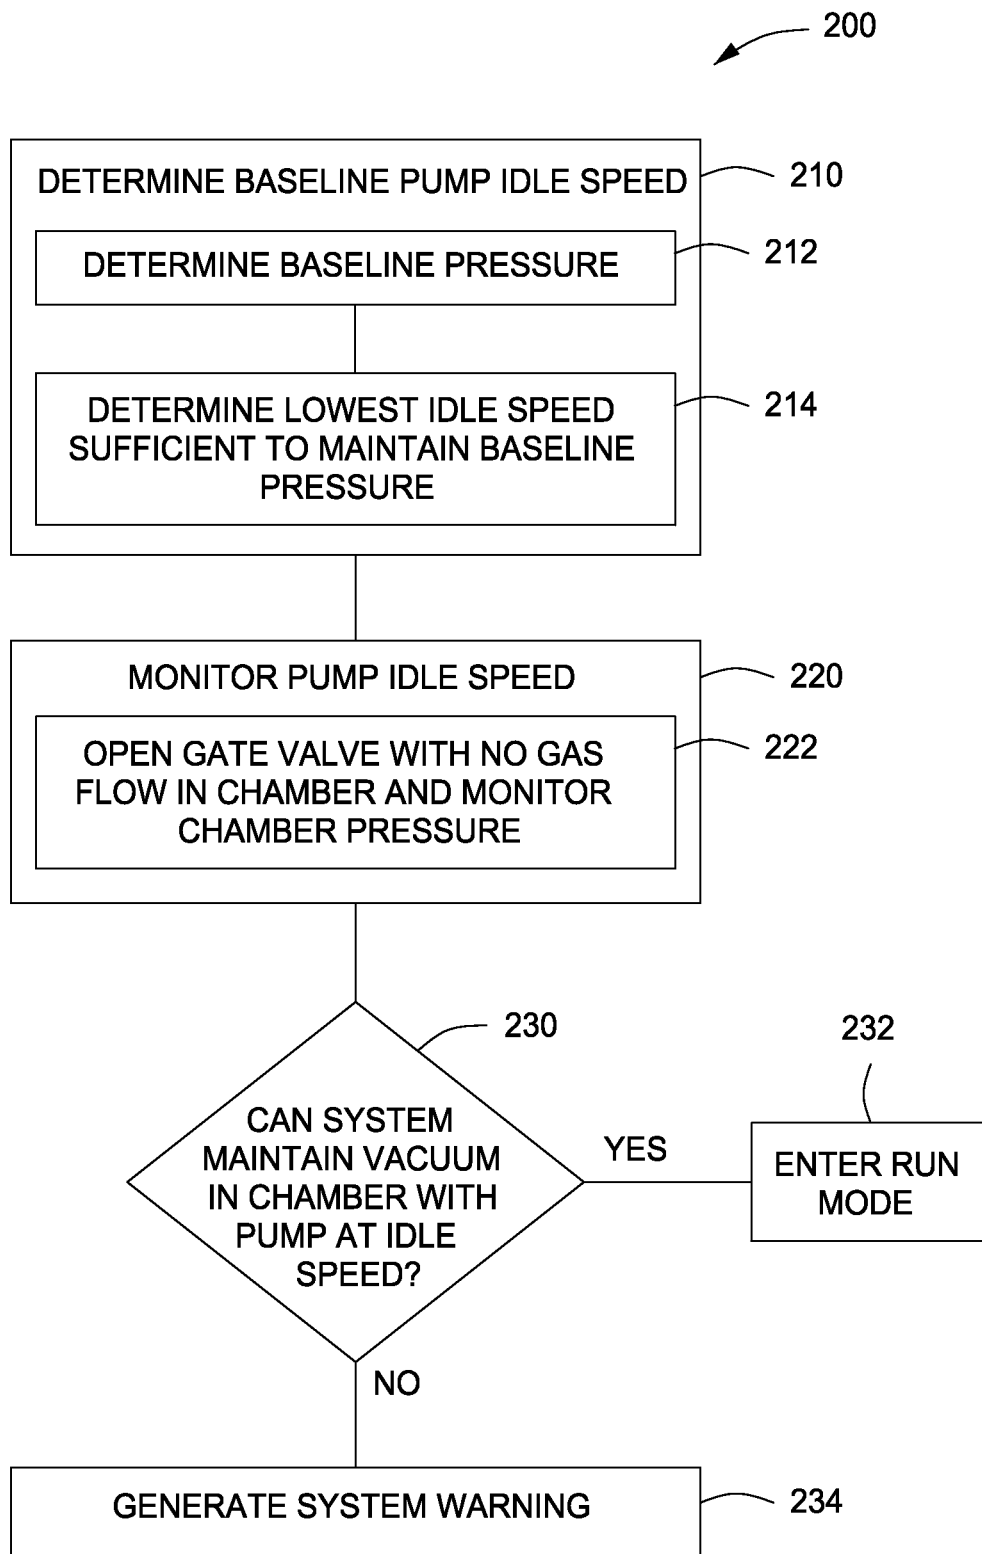 200
DETERMINE BASELINE PUMP IDLE SPEED
210
DETERMINE BASELINE PRESSURE
212
DETERMINE LOWEST IDLE SPEED
SUFFICIENT TO MAINTAIN BASELINE
PRESSURE
214
MONITOR PUMP IDLE SPEED
220
OPEN GATE VALVE WITH NO GAS
FLOW IN CHAMBER AND MONITOR
CHAMBER PRESSURE
222
CAN SYSTEM
MAINTAIN VACUUM
IN CHAMBER WITH
PUMP AT IDLE
SPEED?
230
YES
232
ENTER RUN
MODE
NO
GENERATE SYSTEM WARNING
234